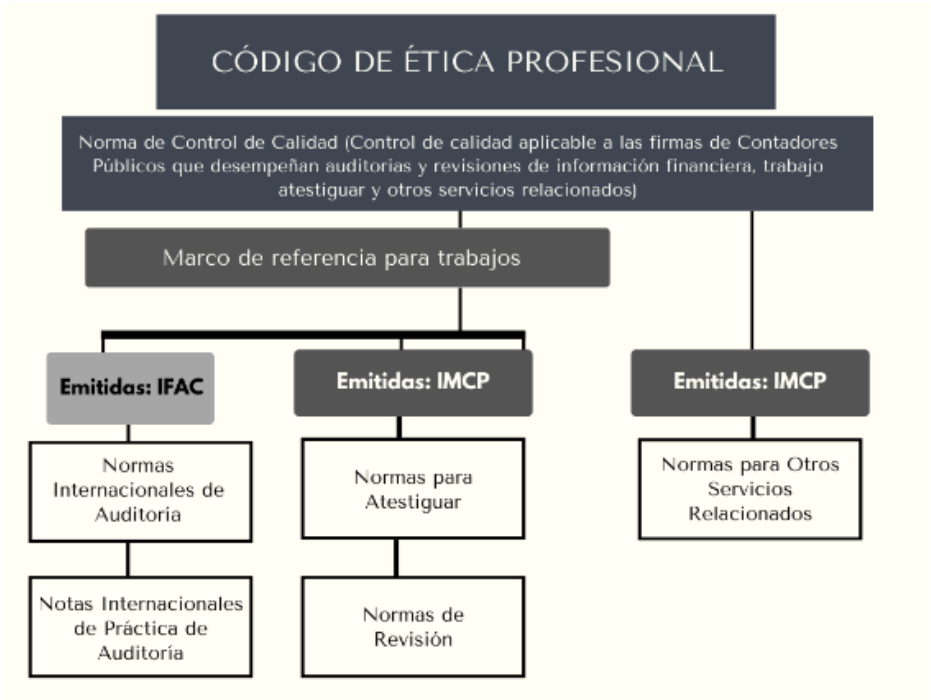 CÓDIGO DE ÉTICA PROFESIONAL
Norma de Control de Calidad (Control de calidad aplicable a las firmas de Contadores
Públicos que desempeñan auditorias y revisiones de información financiera, trabajo
atestiguar y otros servicios relacionados)
Marco de referencia para trabajos
Emitidas: IFAC
Normas
Internacionales de
Auditoria
Notas Internacionales
de Práctica de
Auditoría
Emitidas: IMCP
Normas para
Atestiguar
Normas de
Revisión
Emitidas: IMCP
Normas para Otros
Servicios
Relacionados